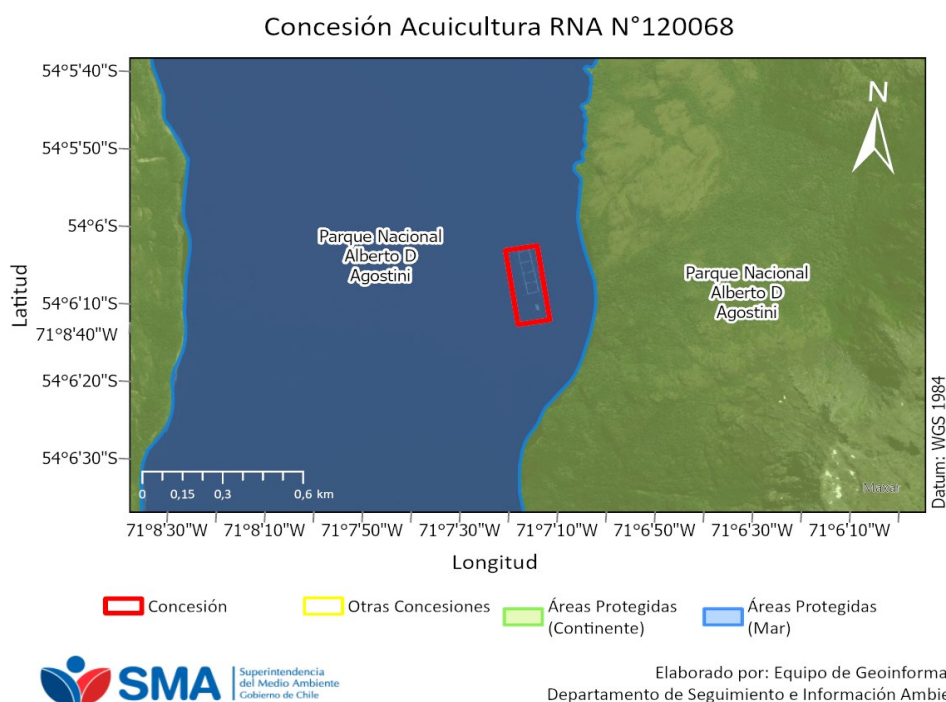 Concesión Acuicultura RNA N°120068
54°5'40"S
54°5'50"S
54°6'S
54°6'10"S
71°8'40"W
54°6'20"S
54°6'30"S
Latitud
N
Parque Nacional
Alberto D
Agostini
Parque Nacional
Alberto D
Agostini
Datum: WGS 1984
Maxar
0 0,15 0,3 0,6 km
71°8'30"W 71°8'10"W 71°7'50"W 71°7'30"W 71°7'10"W 71°6'50"W 71°6'30"W 71°6'10"W
Longitud
Concesión
Otras Concesiones
Áreas Protegidas
(Continente)
Áreas Protegidas
(Mar)
SMA
Superintendencia
del Medio Ambiente
Gobierno de Chile
Elaborado por: Equipo de Geoinforma
Departamento de Seguimiento e Información Ambie